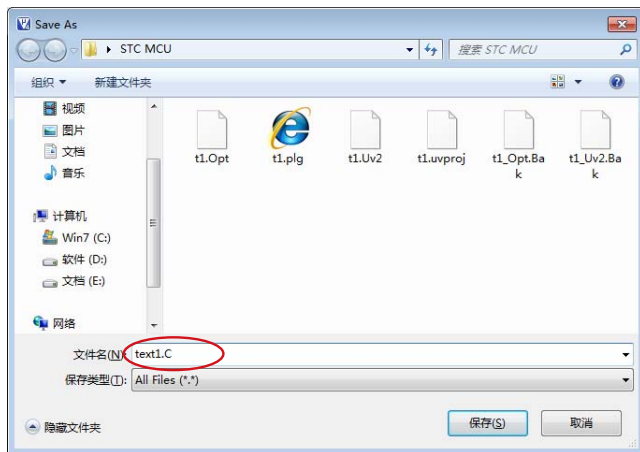 Save As
STC MCU
搜索 STC MCU
组织
新建文件夹
视频
图片
文档
音乐
计算机
Win7 (C:)
软件 (D:)
文档 (E:)
网络
t1.Opt
t1.plg
t1.Uv2
t1.uvproj
t1_Opt.Ba
k
t1_Uv2.Ba
k
文件名(N): text1.C
保存类型(T): All Files (*.*)
隐藏文件夹
保存(S)
取消